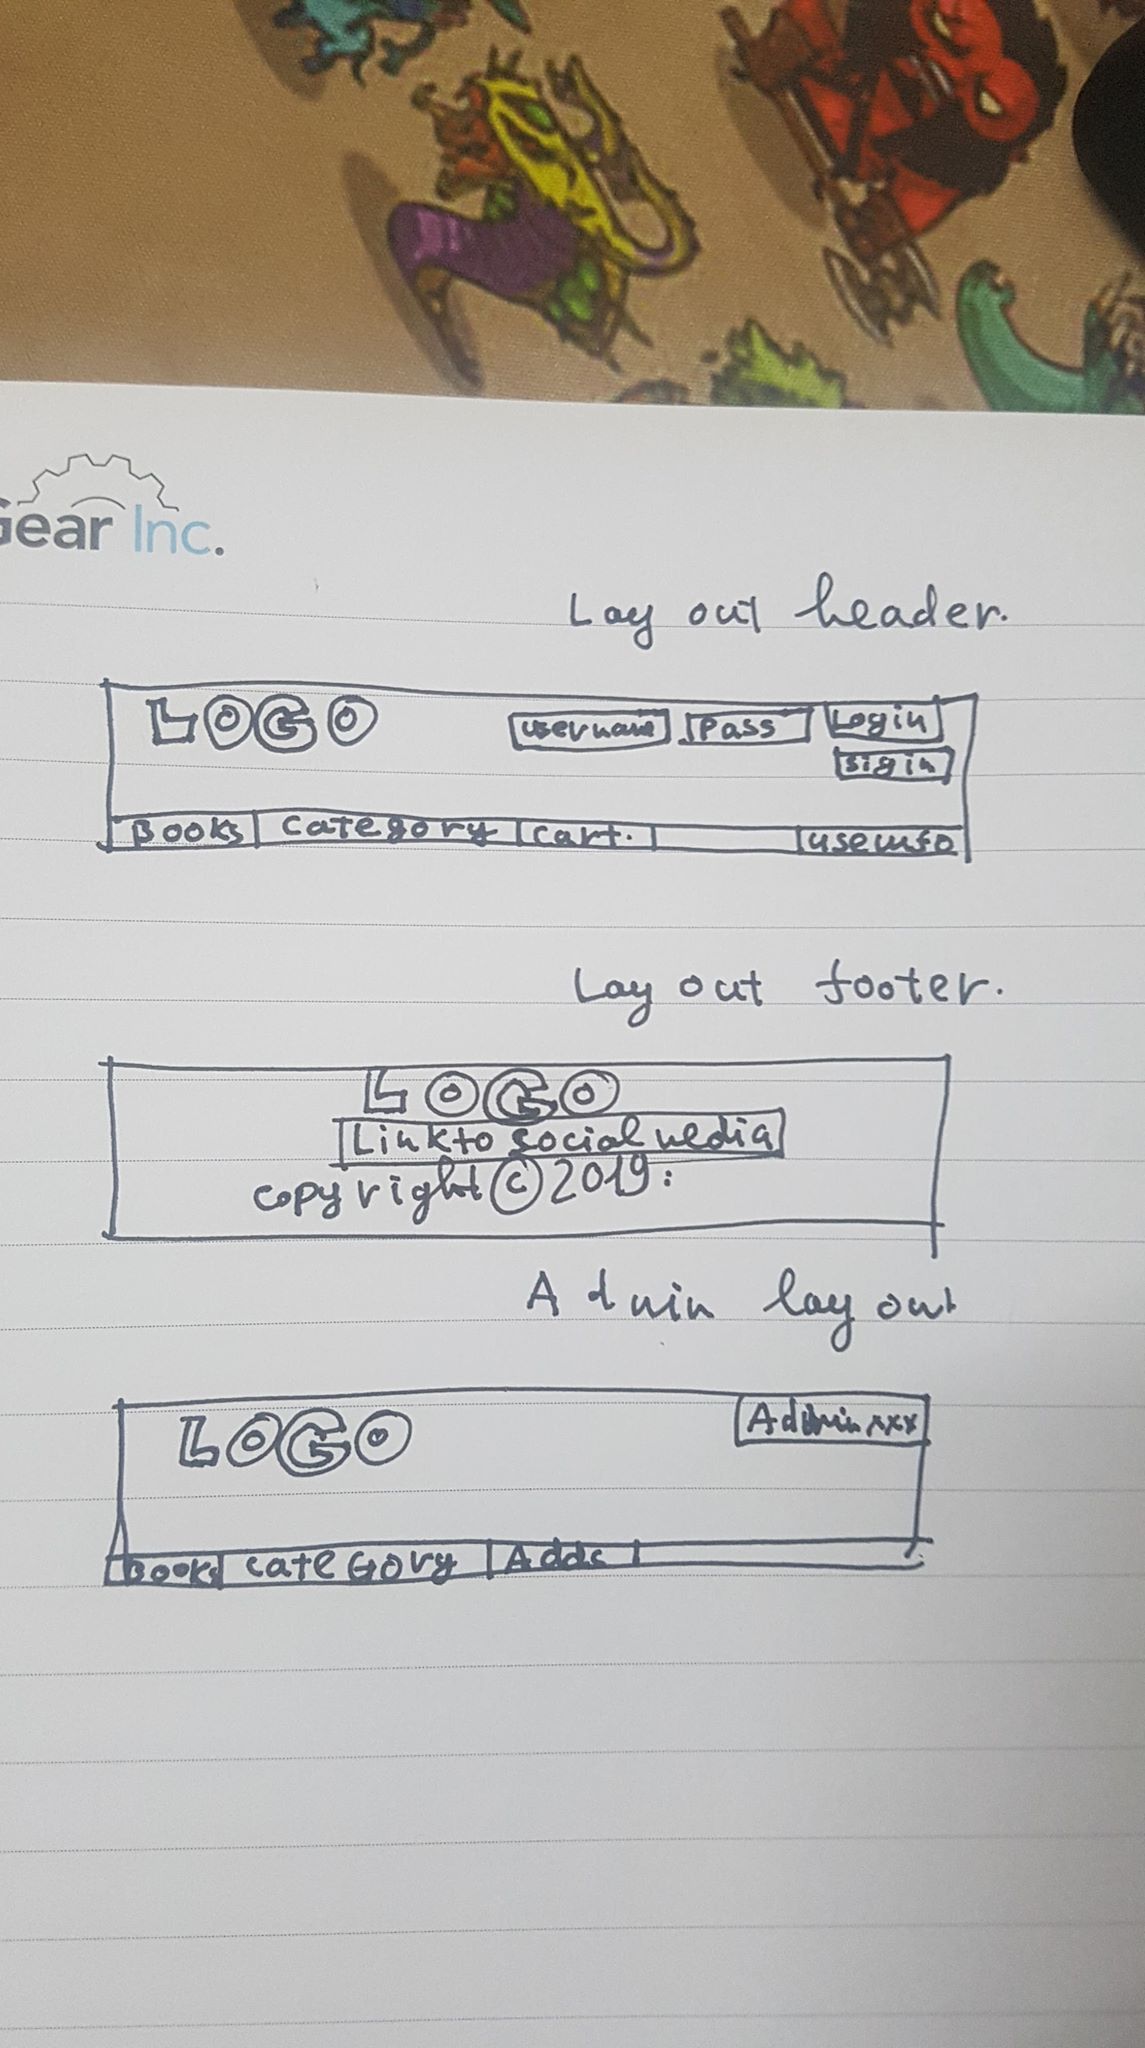 Gear Inc.
Lay out header.
LOGO username Pass Login
sigin
Books category cart. useinfo
Lay out footer.
LOGO
Link to social media
copyright © 2019:
Admin lay out
LOGO Admin xxx
Books cateGory Adds